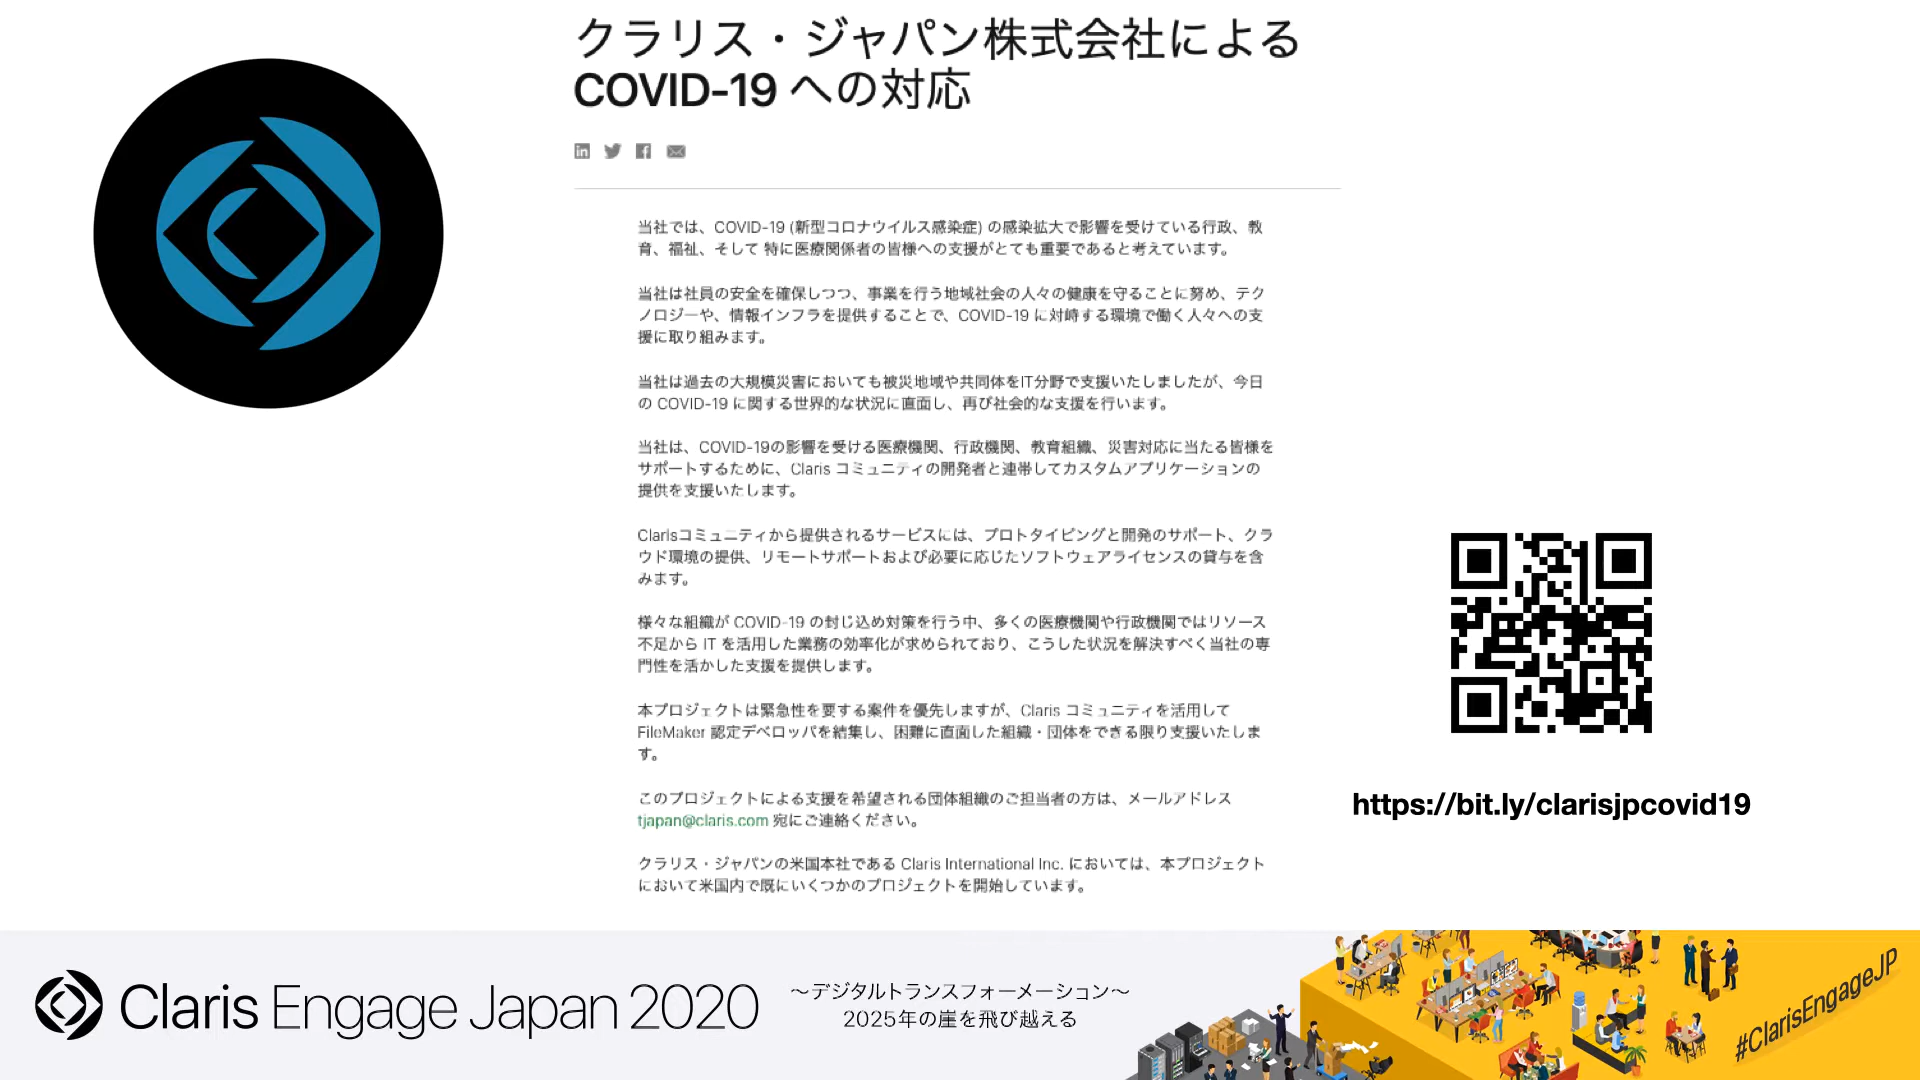 クラリス・ジャパン株式会社による
COVID-19 への対応
当社では、COVID-19 (新型コロナウイルス感染症) の感染拡大で影響を受けている行政、教
育、福祉、そして 特に医療関係者の皆様への支援がとても重要であると考えています。
当社は社員の安全を確保しつつ、事業を行う地域社会の人々の健康を守ることに努め、テク
ノロジーや、情報インフラを提供することで、COVID-19 に対峙する環境で働く人々への支
援に取り組みます。
当社は過去の大規模災害においても被災地域や共同体をIT分野で支援いたしましたが、今日
の COVID-19 に関する世界的な状況に直面し、再び社会的な支援を行います。
当社は、COVID-19の影響を受ける医療機関、行政機関、教育組織、災害対応に当たる皆様を
サポートするために、Claris コミュニティの開発者と連帯してカスタムアプリケーションの
提供を支援いたします。
Clarisコミュニティから提供されるサービスには、プロトタイピングと開発のサポート、クラ
ウド環境の提供、リモートサポートおよび必要に応じたソフトウェアライセンスの貸与を含
みます。
様々な組織が COVID-19 の封じ込め対策を行う中、多くの医療機関や行政機関ではリソース
不足から IT を活用した業務の効率化が求められており、こうした状況を解決すべく当社の専
門性を活かした支援を提供します。
本プロジェクトは緊急性を要する案件を優先しますが、Claris コミュニティを活用して
FileMaker 認定デベロッパを結集し、困難に直面した組織・団体をできる限り支援いたしま
す。
このプロジェクトによる支援を希望される団体組織のご担当者の方は、メールアドレス
tjapan@claris.com 宛にご連絡ください。
クラリス・ジャパンの米国本社である Claris International Inc. においては、本プロジェクト
において米国内で既にいくつかのプロジェクトを開始しています。
https://bit.ly/clarisjpcovid19
Claris Engage Japan 2020
〜デジタルトランスフォーメーション〜
2025年の崖を飛び越える
#ClarisEngageJP